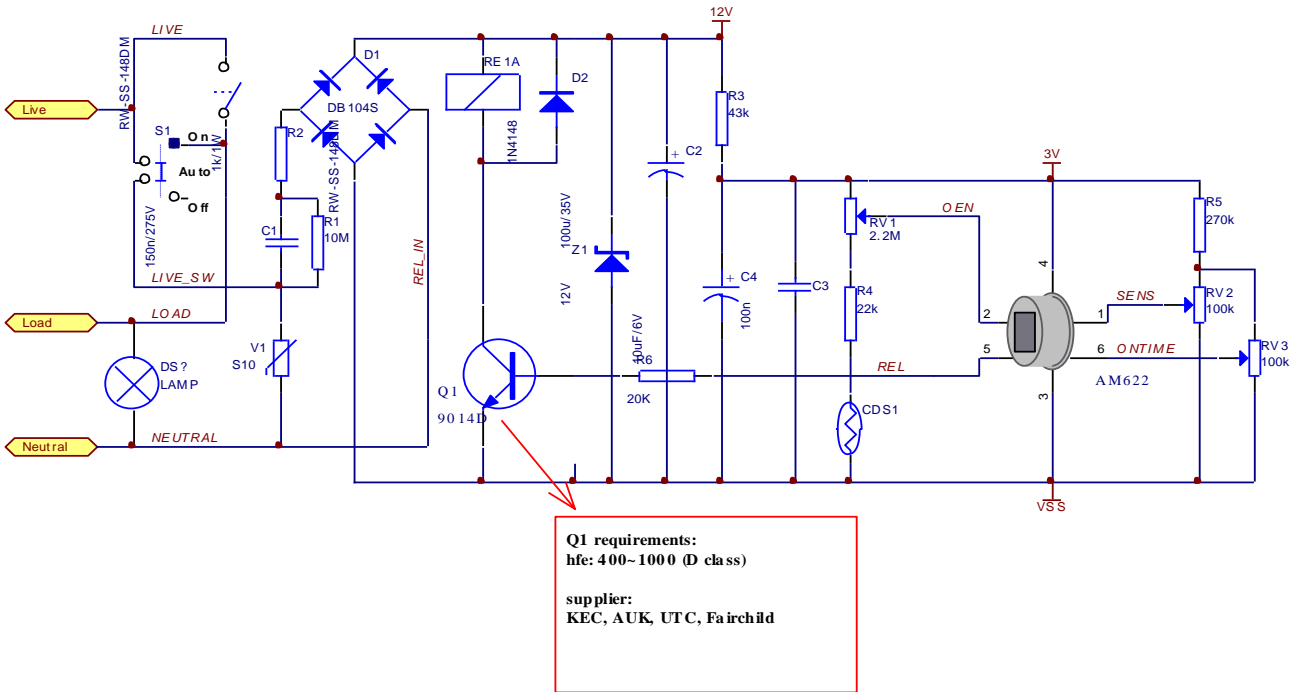 LIVE
12V
D1
RE 1A
D2
DB 104S
R3
43k
Live
RW-SS-148DM
S1
On
1k/1W
R2
RW-SS-148DM
1N4148
+ C2
3V
Auto
Off
OEN
R5
270k
C1
R1
10M
RV1
2.2M
150n/275V
REL_IN
100u/35V
Z1
4
LIVE_SW
+ C4
C3
R4
22k
SENS
RV2
100k
12V
100n
2
1
Load
LOAD
10uF/6V
V1
S10
R6
5
6
ONTIME
RV3
100k
DS?
LAMP
REL
AM622
Q1
9014D
20K
3
CDS1
Neutral
NEUTRAL
VSS
Q1 requirements:
hfe: 400~1000 (D class)
supplier:
KEC, AUK, UTC, Fairchild